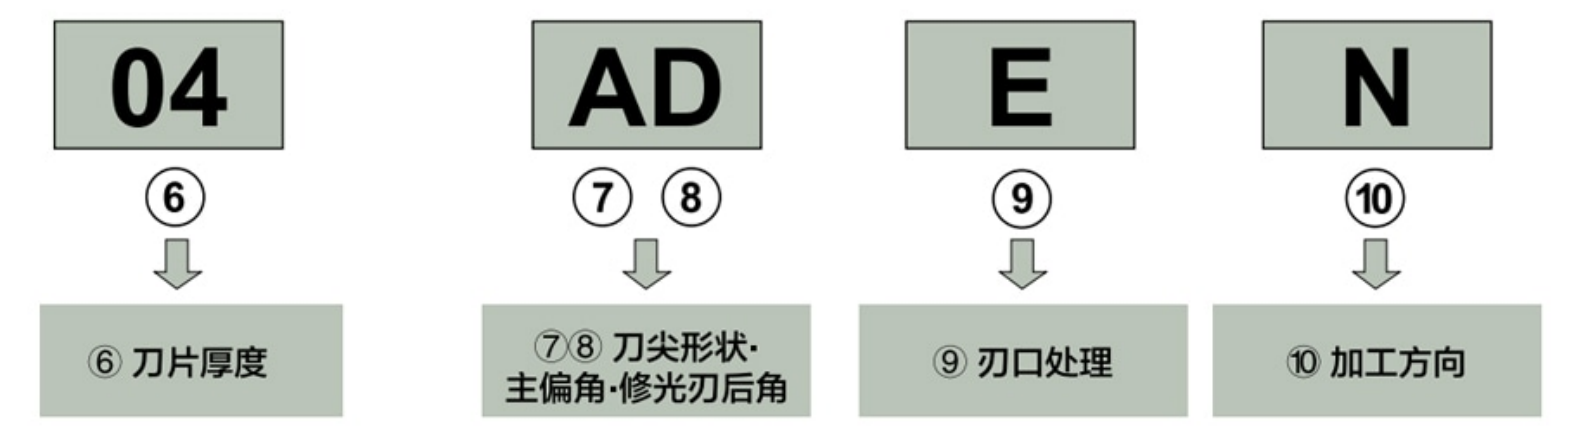 04 AD E N
⑥ ⑦ ⑧ ⑨ ⑩
⑥ 刀片厚度
⑦⑧ 刀尖形状·
主偏角·修光刃后角
⑨ 刃口处理
⑩ 加工方向